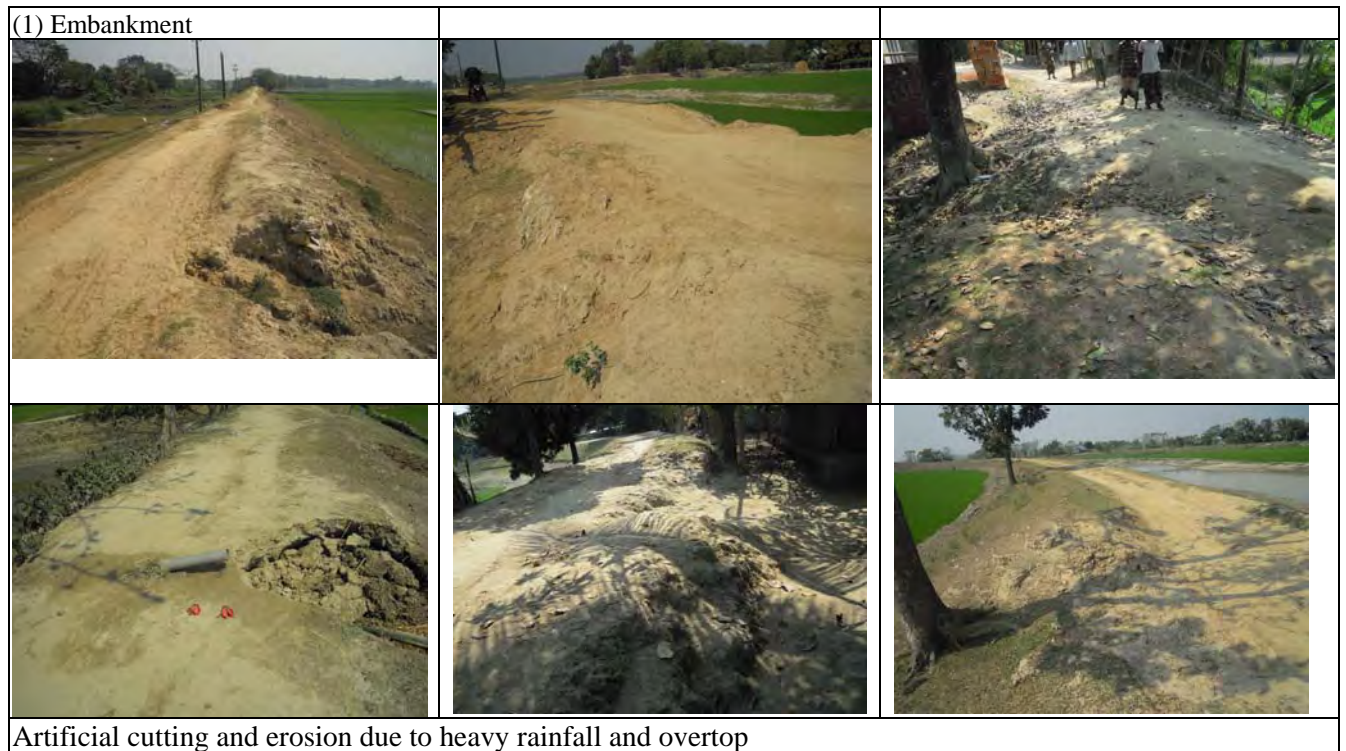 (1) Embankment
Artificial cutting and erosion due to heavy rainfall and overtop